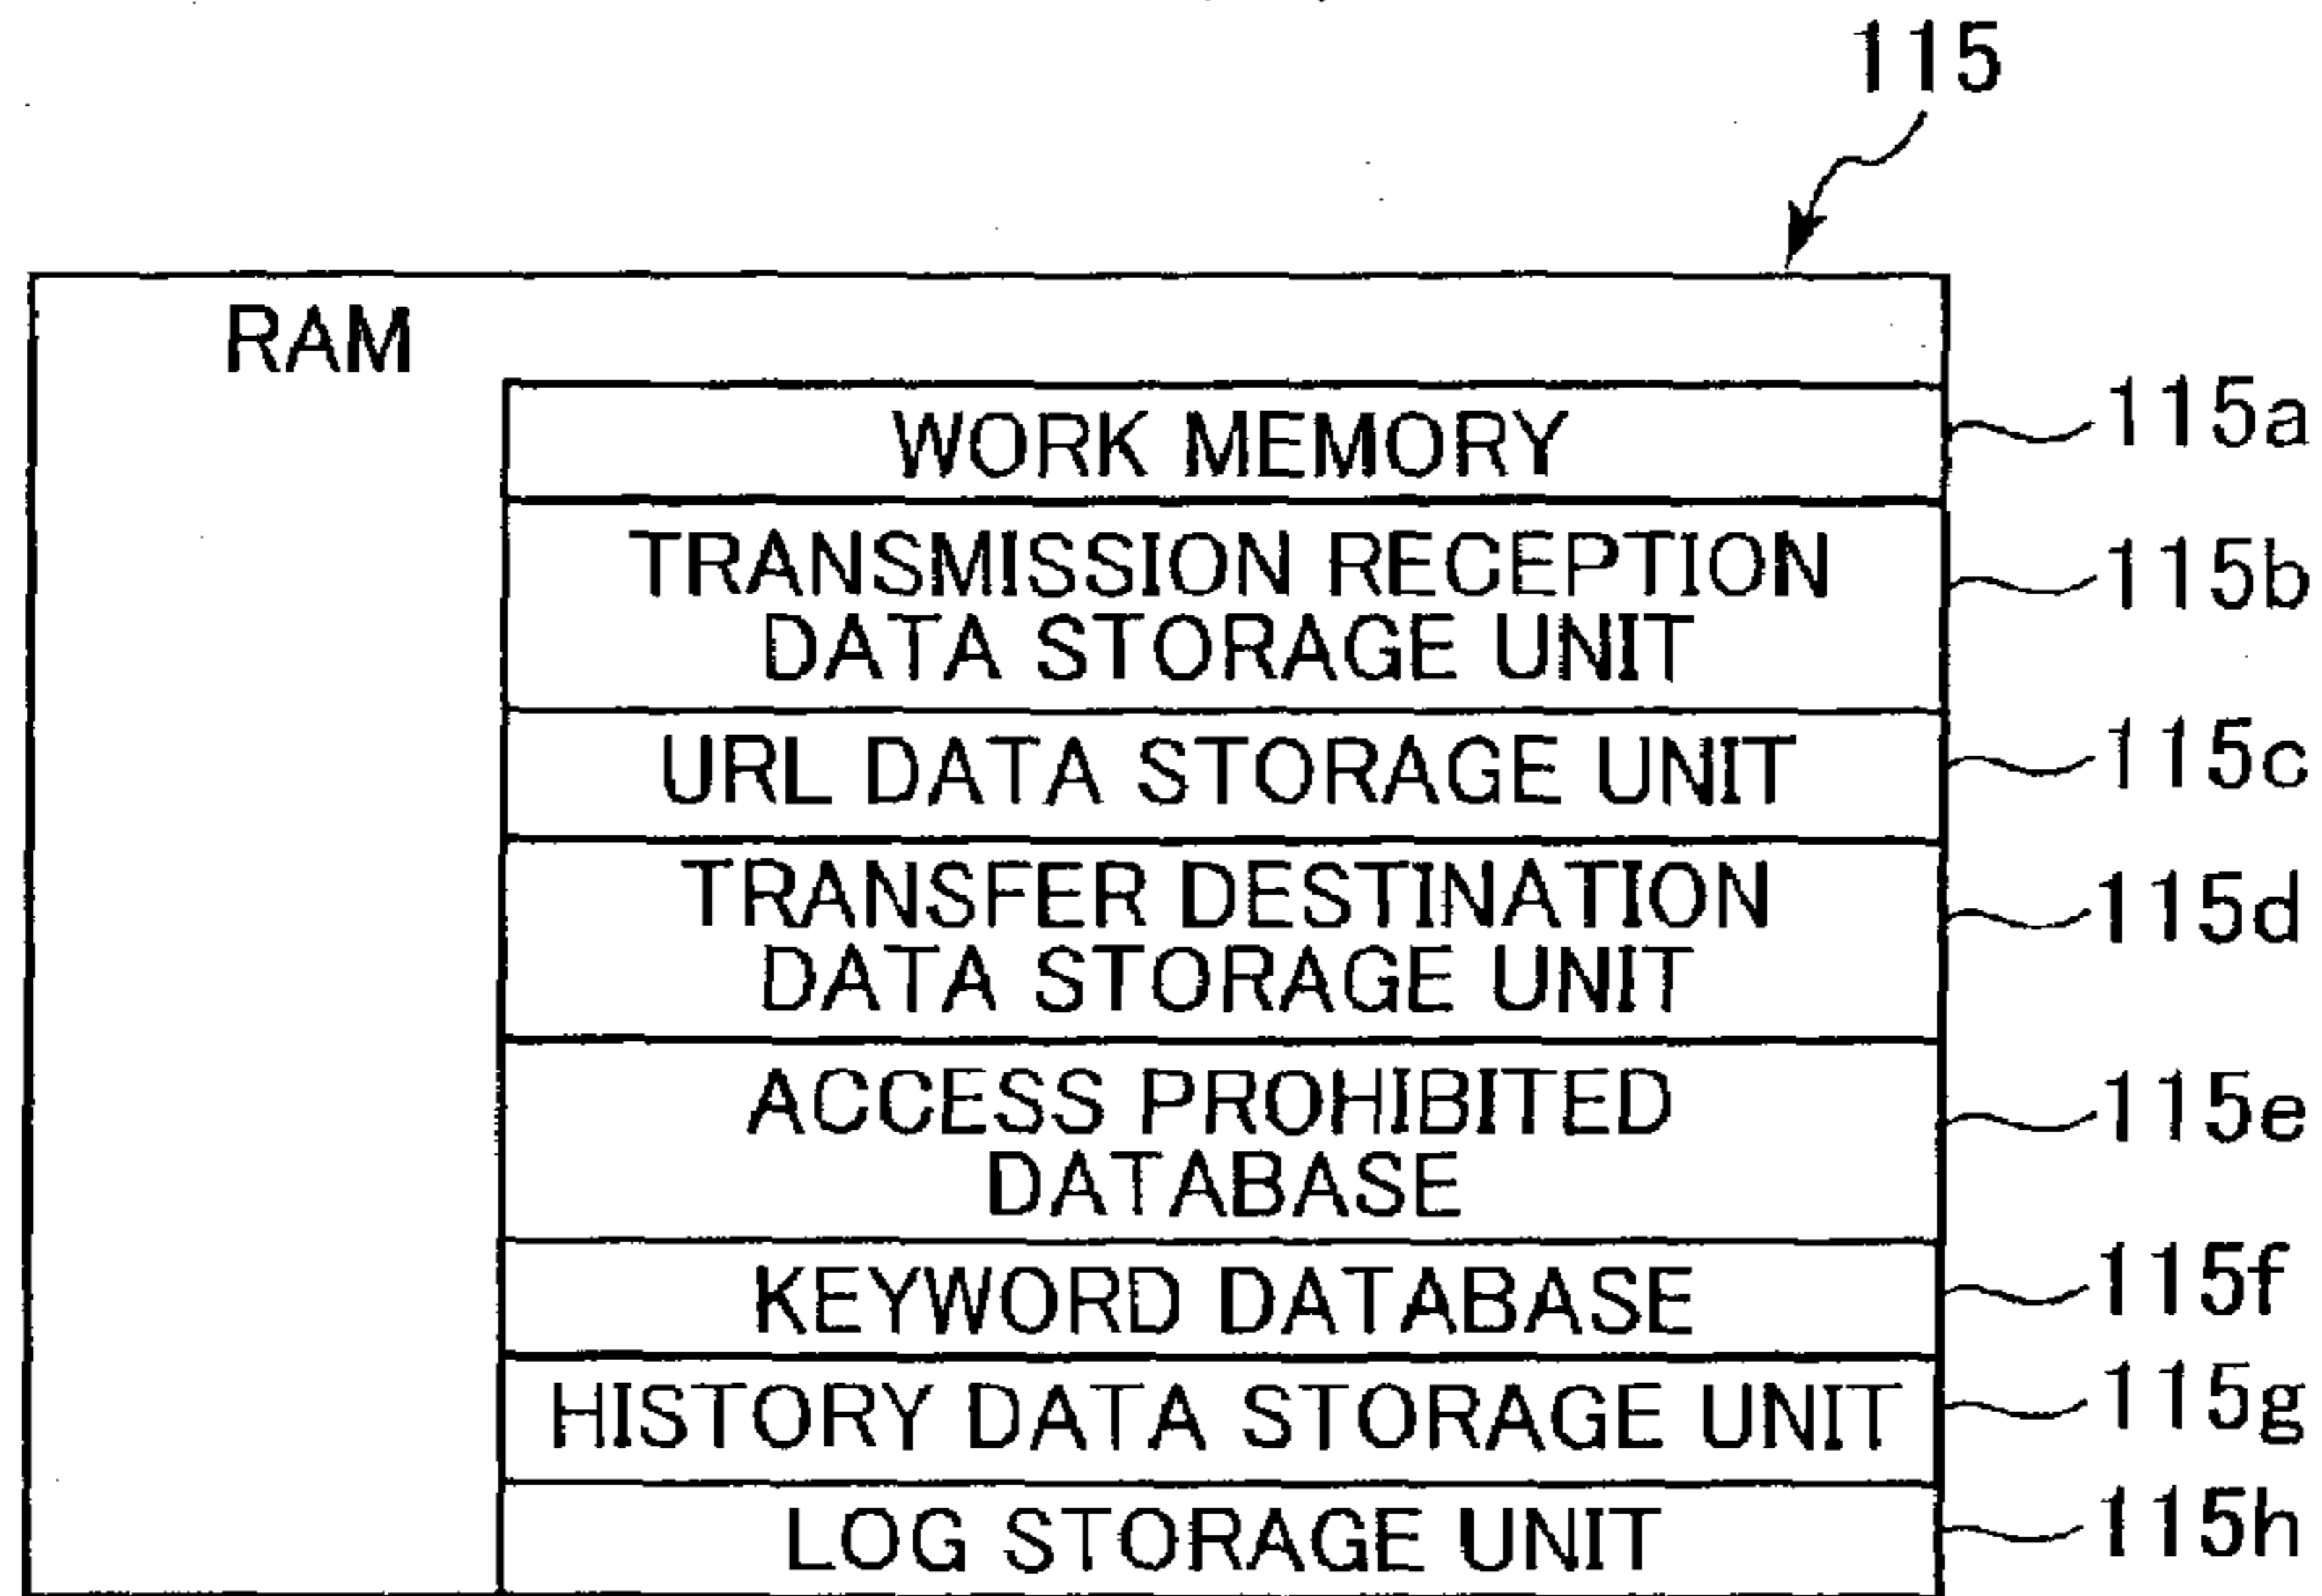 115
RAM
WORK MEMORY 115a
TRANSMISSION RECEPTION
DATA STORAGE UNIT 115b
URL DATA STORAGE UNIT 115c
TRANSFER DESTINATION
DATA STORAGE UNIT 115d
ACCESS PROHIBITED
DATABASE 115e
KEYWORD DATABASE 115f
HISTORY DATA STORAGE UNIT 115g
LOG STORAGE UNIT 115h